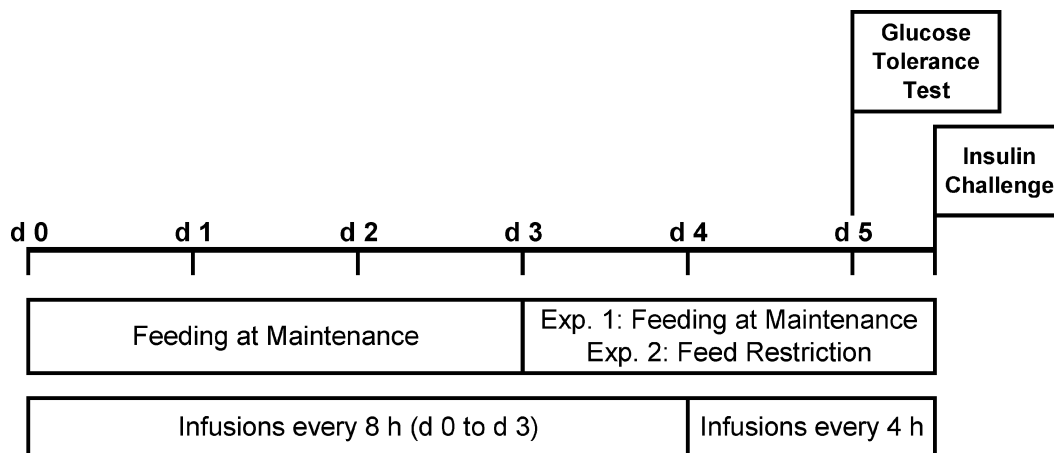 Glucose
Tolerance
Test
Insulin
Challenge
d 0 d 1 d 2 d 3 d 4 d 5
Feeding at Maintenance
Exp. 1: Feeding at Maintenance
Exp. 2: Feed Restriction
Infusions every 8 h (d 0 to d 3)
Infusions every 4 h